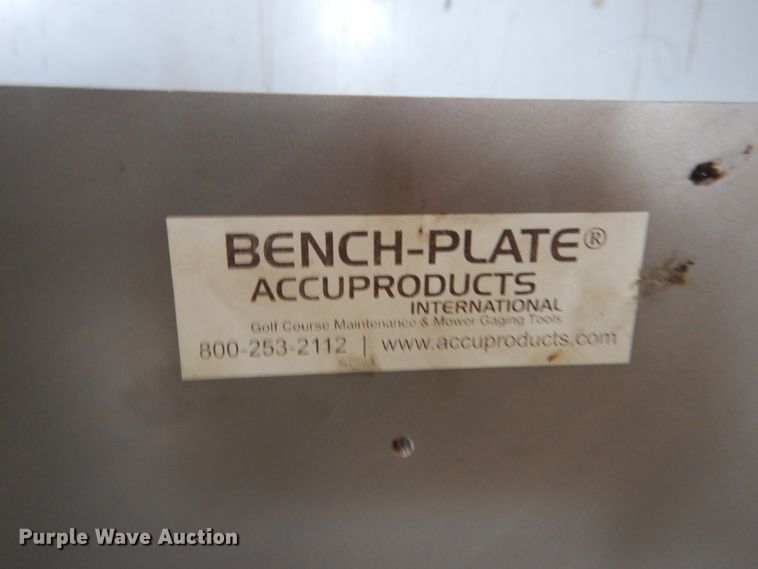 BENCH-PLATE®
ACCUPRODUCTS
INTERNATIONAL
Golf Course Maintenance & Mower Gaging Tools
800-253-2112 | www.accuproducts.com
Purple Wave Auction